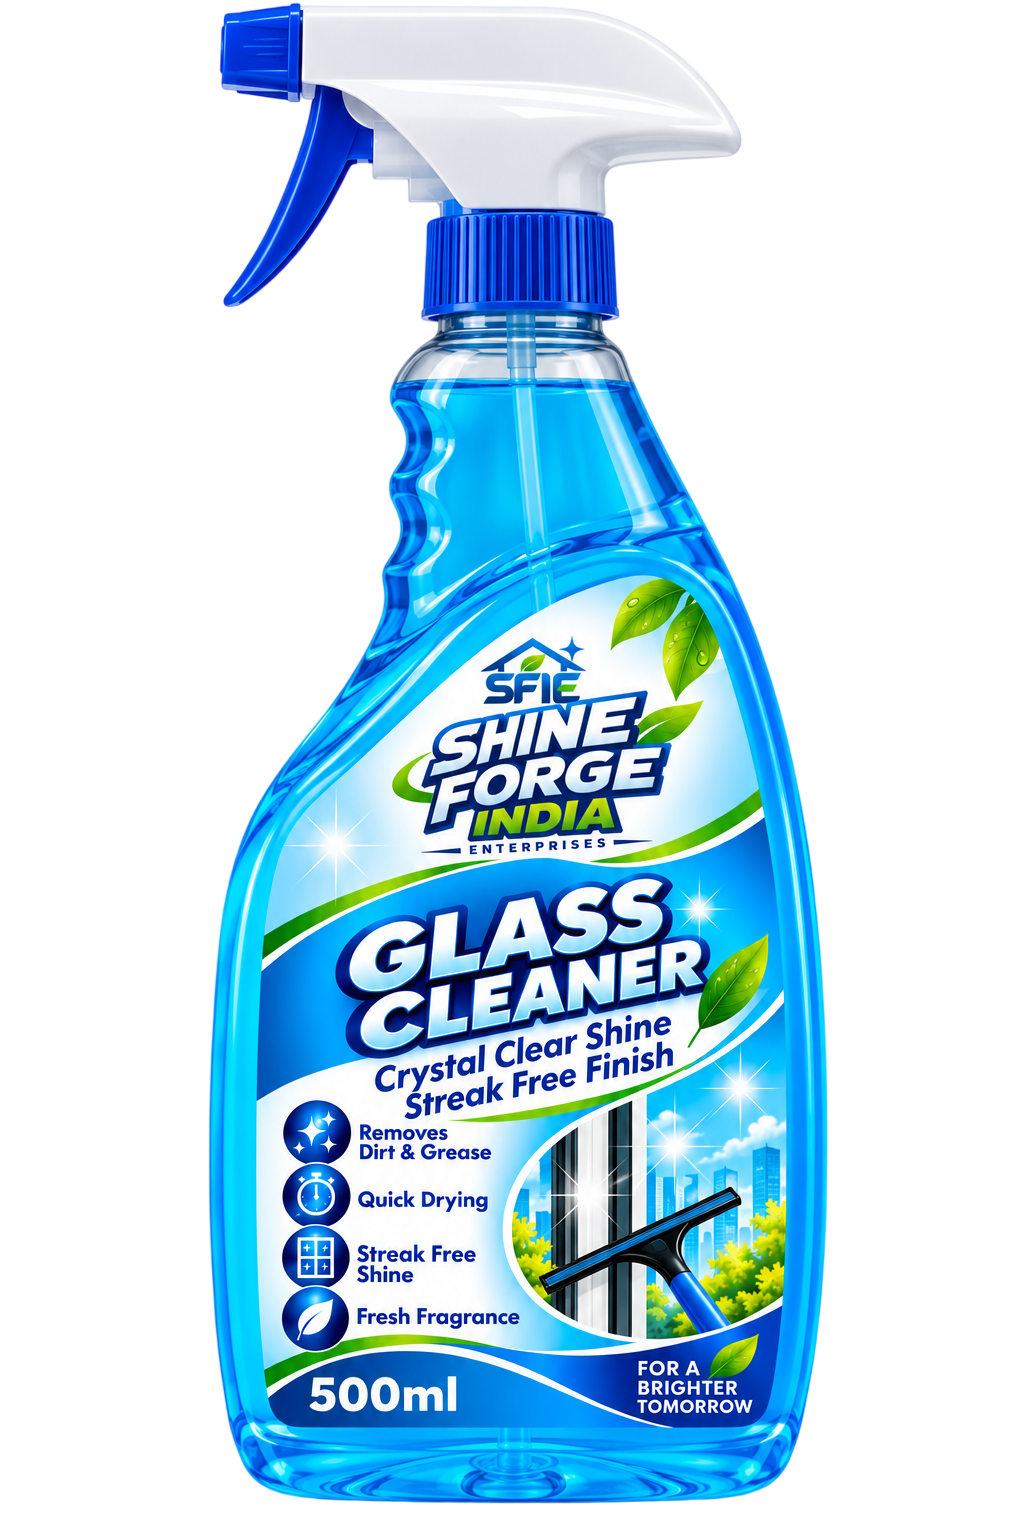 SFIE
SHINE
FORGE
INDIA
ENTERPRISES
GLASS
CLEANER
Crystal Clear Shine
Streak Free Finish
Removes
Dirt & Grease
Quick Drying
Streak Free
Shine
Fresh Fragrance
500ml
FOR A
BRIGHTER
TOMORROW